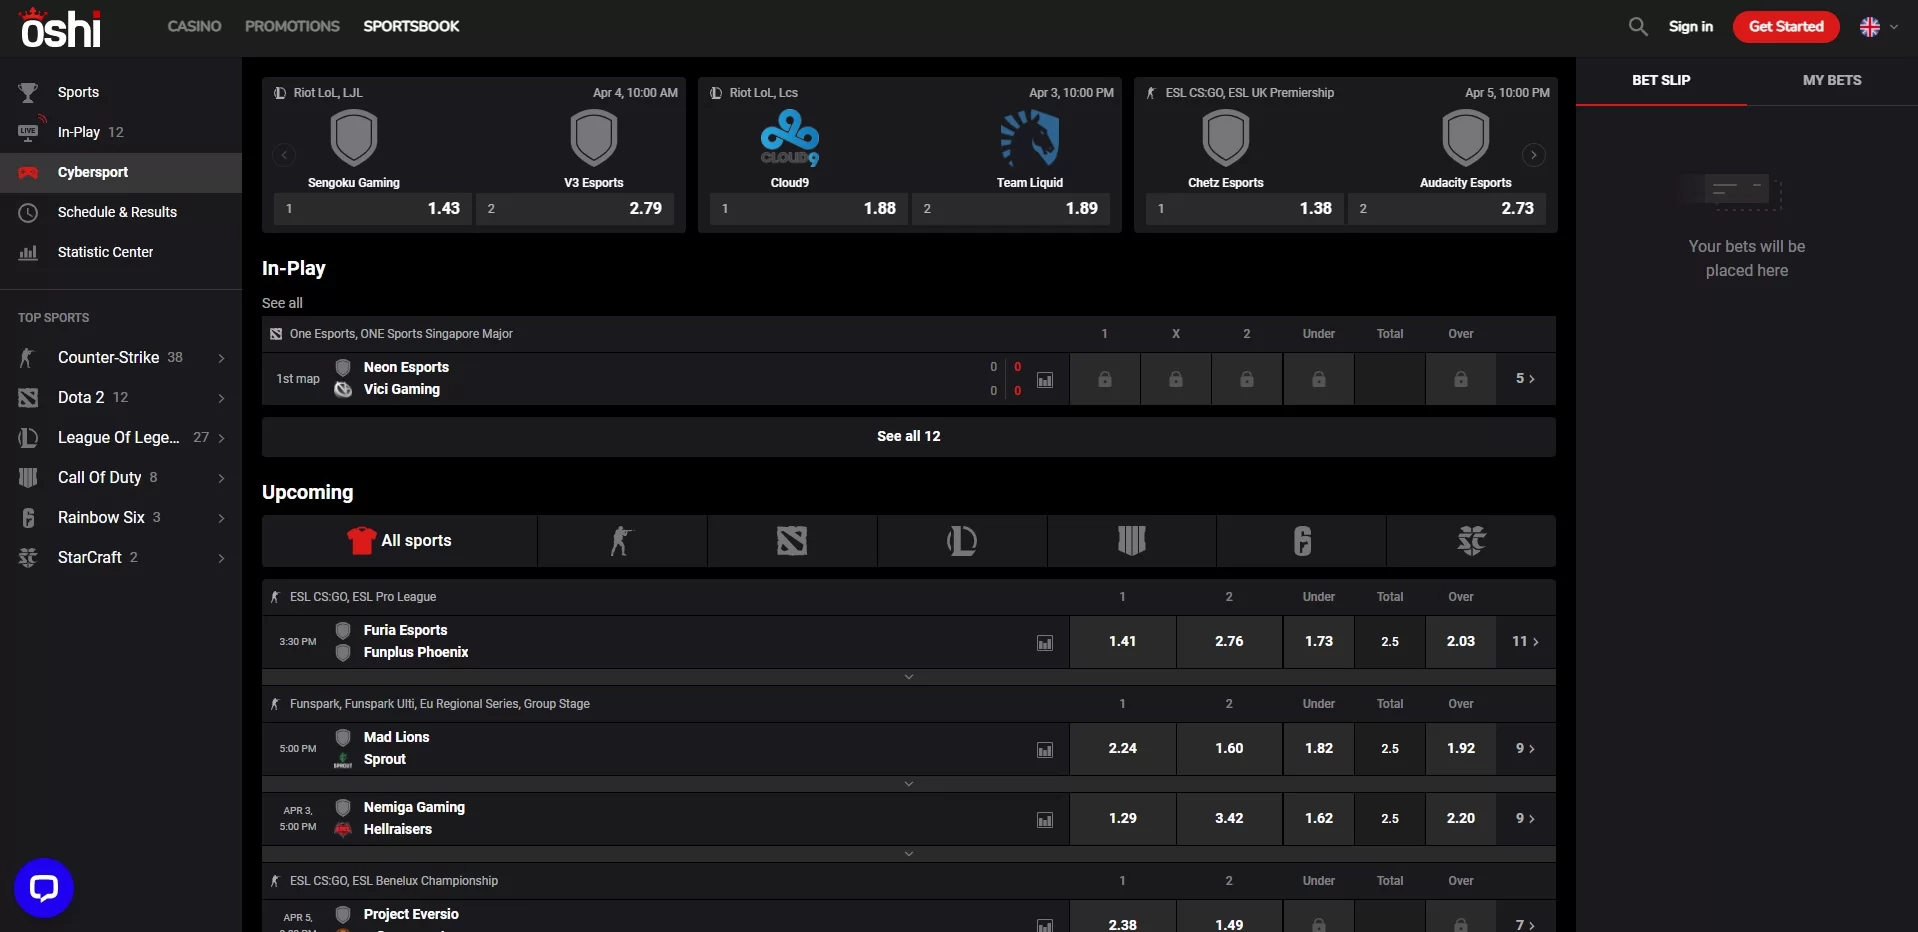 oshi
CASINO PROMOTIONS SPORTSBOOK
Sign in
Get Started
Sports
In-Play 12
Cybersport
Schedule & Results
Statistic Center
TOP SPORTS
Counter-Strike 38
Dota 2 12
League Of Lege... 27
Call Of Duty 8
Rainbow Six 3
StarCraft 2
Riot LoL, LJL Apr 4, 10:00 AM
Sengoku Gaming V3 Esports
1 1.43 2 2.79
Riot LoL, Lcs Apr 3, 10:00 PM
CLOUD9
Cloud9 Team Liquid
1 1.88 2 1.89
ESL CS:GO, ESL UK Premiership Apr 5, 10:00 PM
Chetz Esports Audacity Esports
1 1.38 2 2.73
In-Play
See all
One Esports, ONE Sports Singapore Major 1 X 2 Under Total Over
1st map
Neon Esports 0 0
Vici Gaming 0 0
5
See all 12
Upcoming
All sports
ESL CS:GO, ESL Pro League 1 2 Under Total Over
3:30 PM
Furia Esports
Funplus Phoenix
1.41 2.76 1.73 2.5 2.03 11
Funspark, Funspark Ulti, Eu Regional Series, Group Stage 1 2 Under Total Over
5:00 PM
Mad Lions
Sprout
2.24 1.60 1.82 2.5 1.92 9
APR 3,
5:00 PM
Nemiga Gaming
Hellraisers
1.29 3.42 1.62 2.5 2.20 9
ESL CS:GO, ESL Benelux Championship 1 2 Under Total Over
APR 5,
Project Eversio
2.38 1.49 7
BET SLIP MY BETS
Your bets will be
placed here